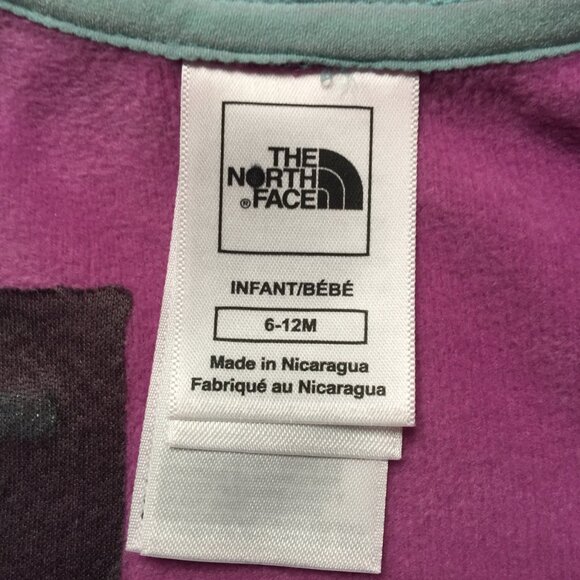 THE
NORTH
FACE
®
INFANT/BÉBÉ
6-12M
Made in Nicaragua
Fabriqué au Nicaragua